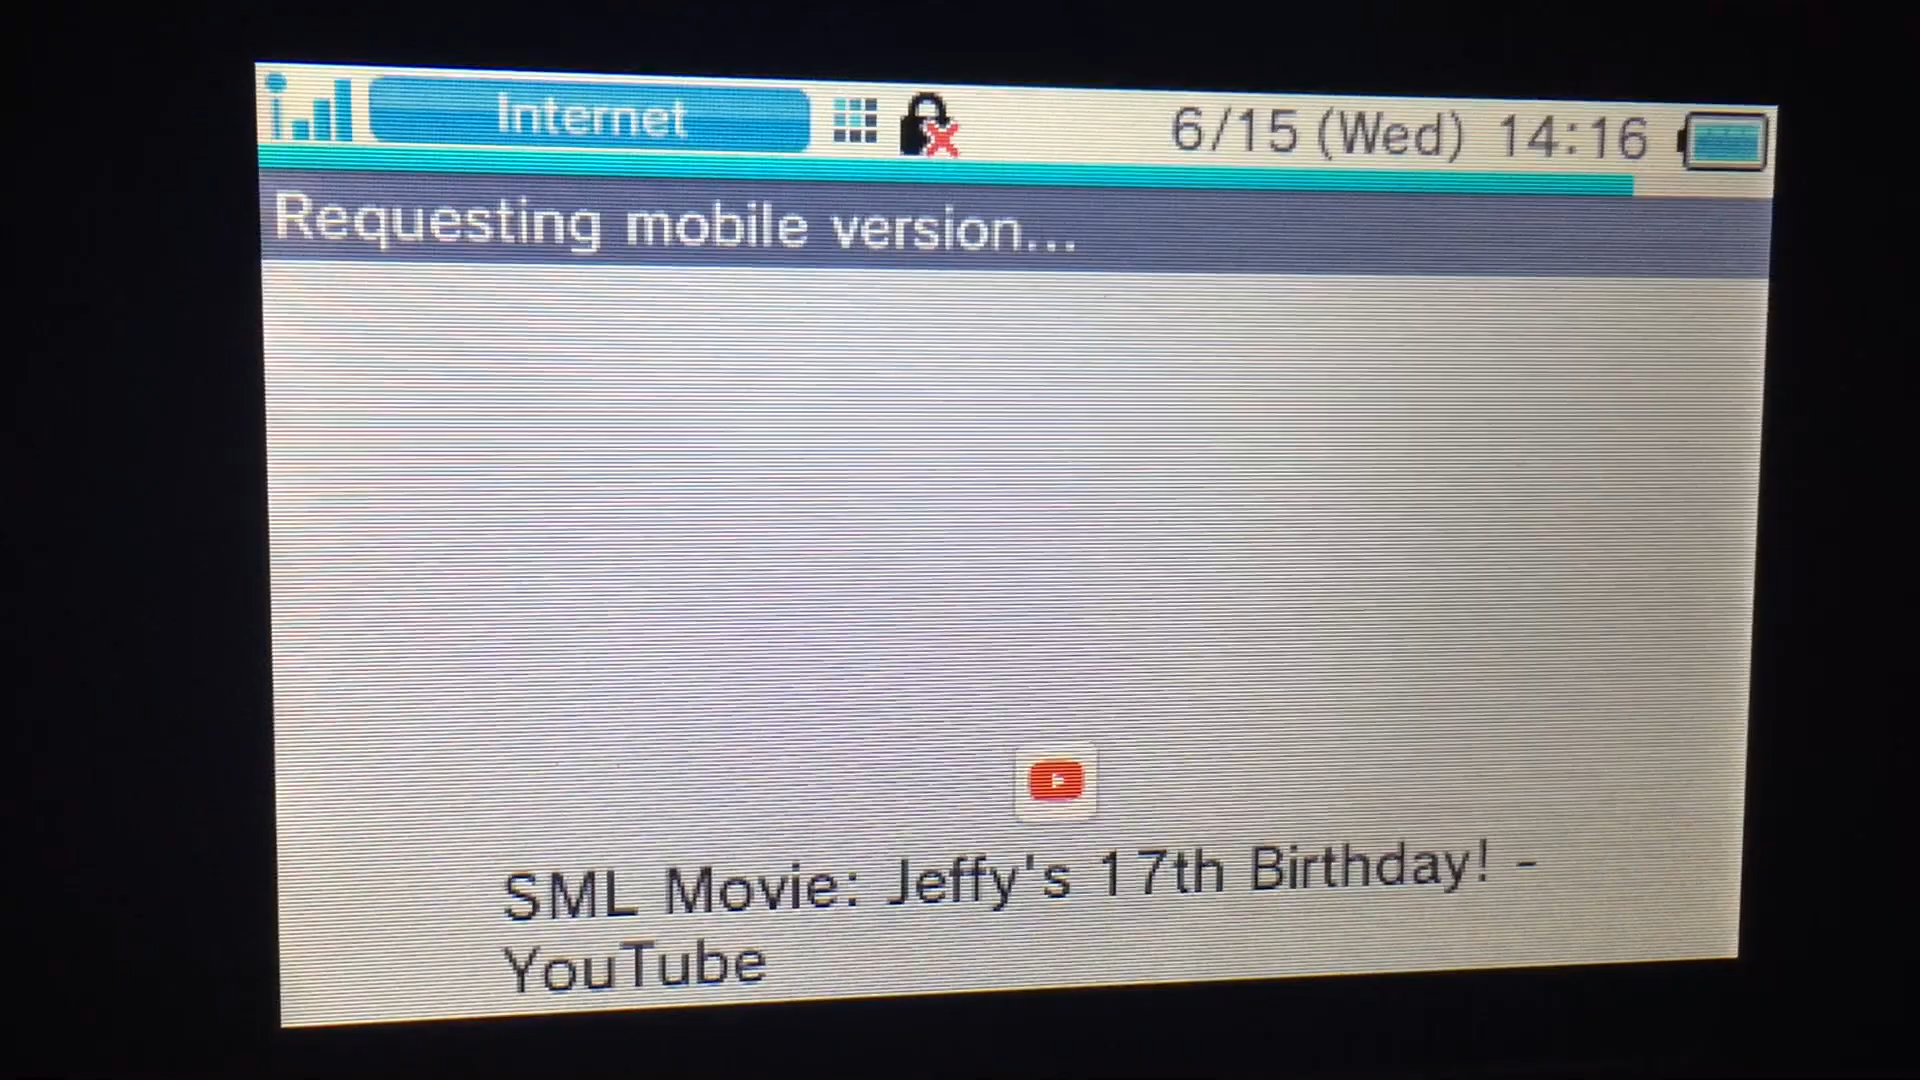 Internet
6/15 (Wed) 14:16
Requesting mobile version...
SML Movie: Jeffy's 17th Birthday! -
YouTube